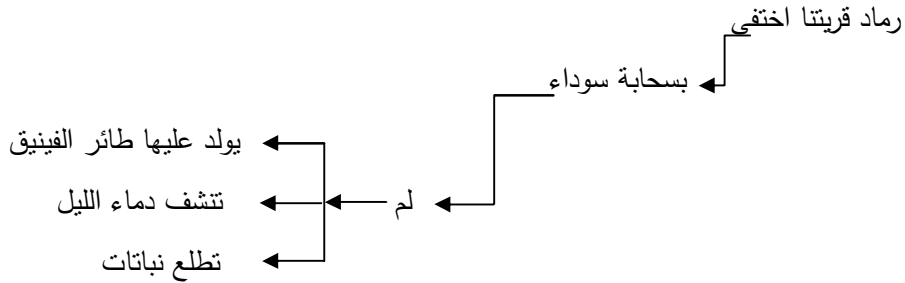 رماد قريتنا اختفى
بسحابة سوداء
يولد عليها طائر الفينيق
لم
تنشف دماء الليل
تطلع نباتات